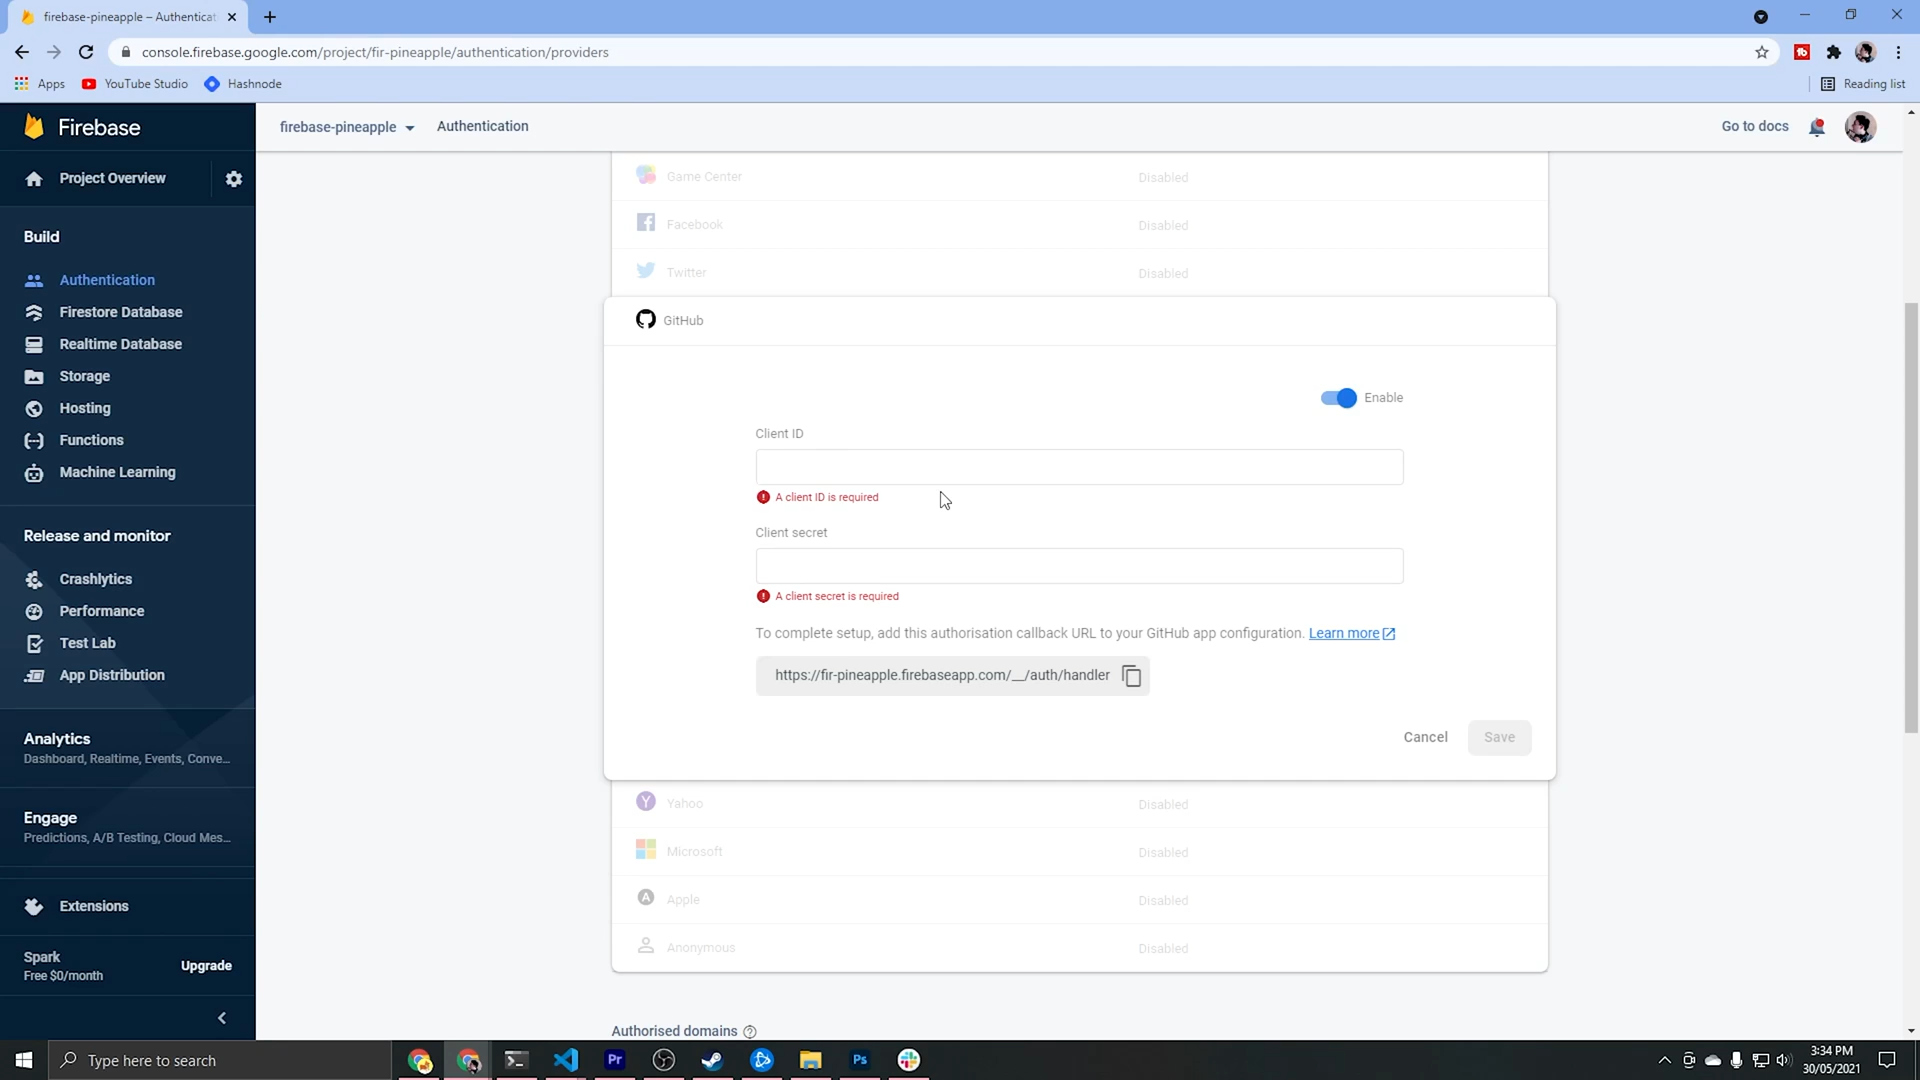 firebase-pineapple – Authenticat
console.firebase.google.com/project/fir-pineapple/authentication/providers
Apps
YouTube Studio
Hashnode
Reading list
Firebase
firebase-pineapple
Authentication
Go to docs
Project Overview
Build
Authentication
Firestore Database
Realtime Database
Storage
Hosting
Functions
Machine Learning
Release and monitor
Crashlytics
Performance
Test Lab
App Distribution
Analytics
Dashboard, Realtime, Events, Conve...
Engage
Predictions, A/B Testing, Cloud Mes...
Extensions
Spark
Free $0/month
Upgrade
Game Center Disabled
Facebook Disabled
Twitter Disabled
GitHub
Enable
Client ID
A client ID is required
Client secret
A client secret is required
To complete setup, add this authorisation callback URL to your GitHub app configuration. Learn more
https://fir-pineapple.firebaseapp.com/__/auth/handler
Cancel Save
Yahoo Disabled
Microsoft Disabled
Apple Disabled
Anonymous Disabled
Authorised domains
Type here to search
Pr
Ps
3:34 PM
30/05/2021